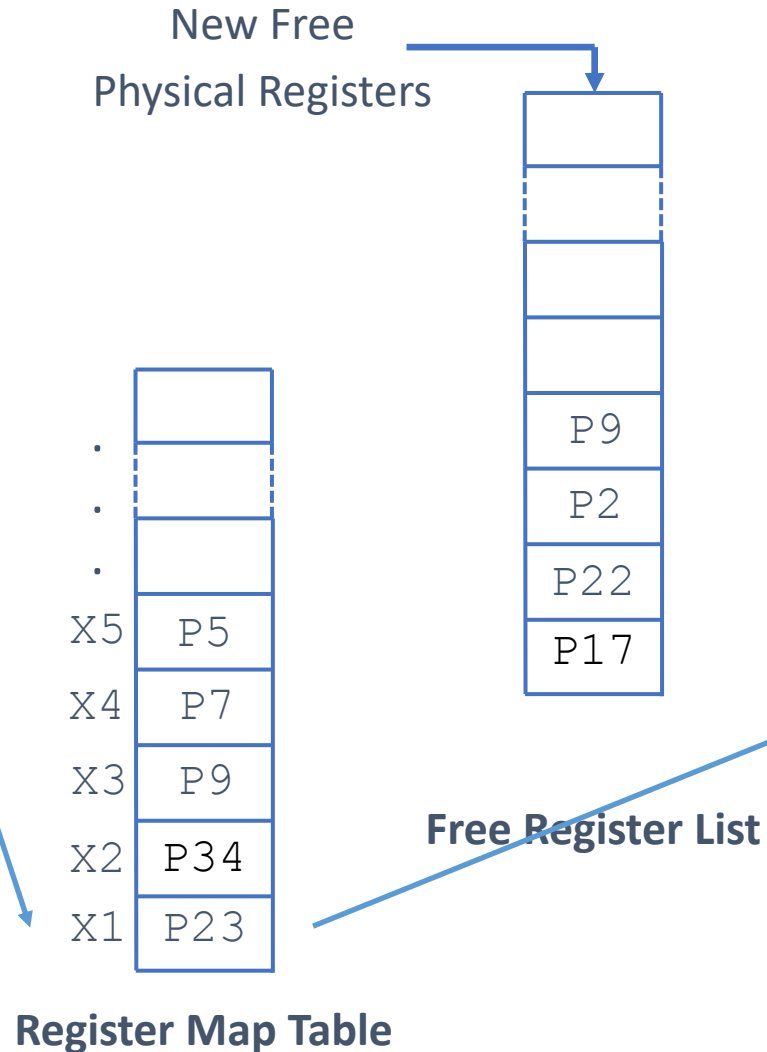 New Free
Physical Registers
P9
P2
P22
P17
Free Register List
.
.
.
X5 P5
X4 P7
X3 P9
X2 P34
X1 P23
Register Map Table